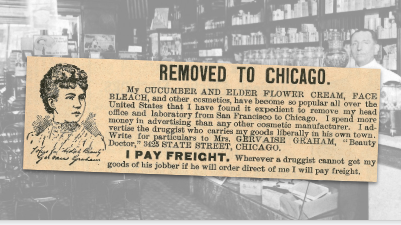 REMOVED TO CHICAGO.
My CUCUMBER AND ELDER FLOWER CREAM, FACE
BLEACH, and other cosmetics, have become so popular all over the
United States that I have found it expedient to remove my head
office and laboratory from San Francisco to Chicago. I spend more
money in advertising than any other cosmetic manufacturer. I ad-
vertise the druggist who carries my goods liberally in his own town.
Write for particulars to Mrs. GERVAISE GRAHAM, "Beauty
Doctor," 3425 STATE STREET, CHICAGO.
I PAY FREIGHT. Wherever a druggist cannot get my
goods of his jobber if he will order direct of me I will pay freight.
Gervaise Graham